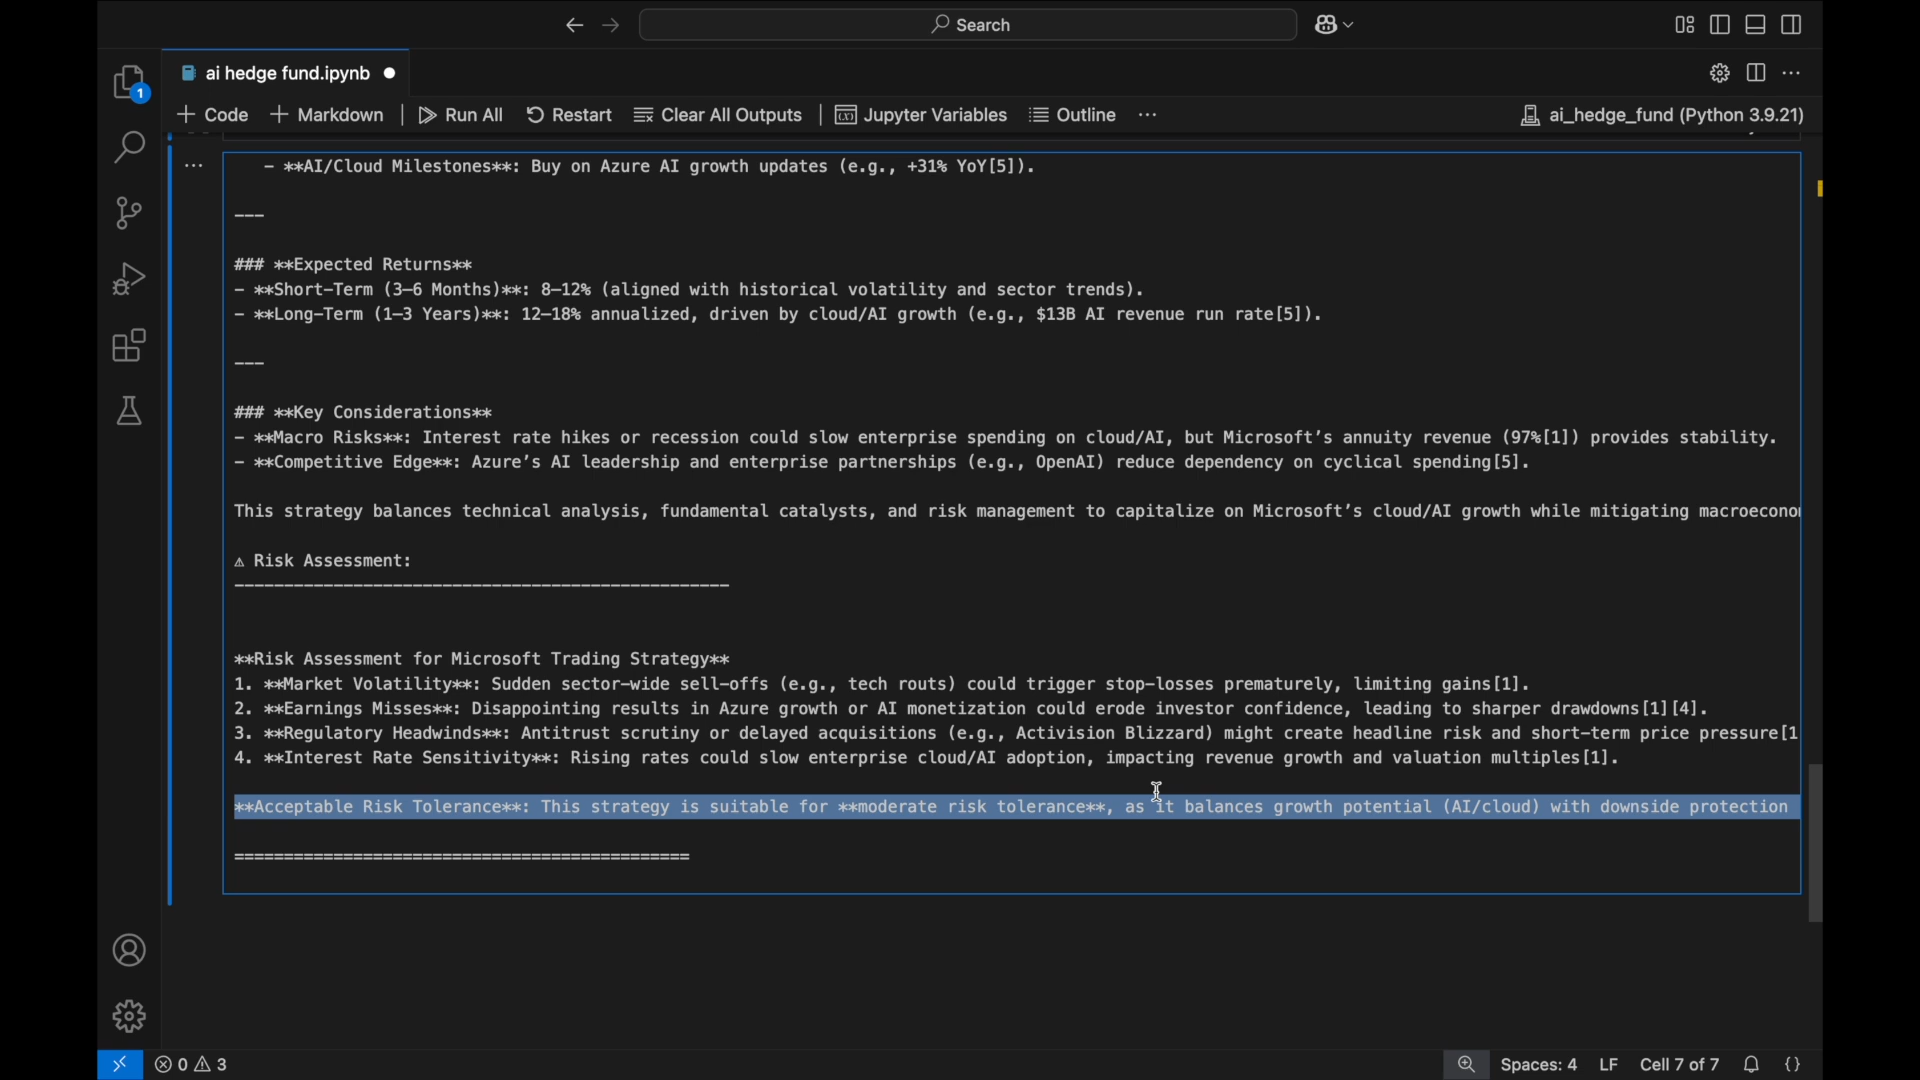 Search
ai hedge fund.ipynb
1
Code Markdown Run All Restart Clear All Outputs Jupyter Variables Outline ai_hedge_fund (Python 3.9.21)
- **AI/Cloud Milestones**: Buy on Azure AI growth updates (e.g., +31% YoY[5]).
---
### **Expected Returns**
- **Short-Term (3–6 Months)**: 8–12% (aligned with historical volatility and sector trends).
- **Long-Term (1–3 Years)**: 12–18% annualized, driven by cloud/AI growth (e.g., $13B AI revenue run rate[5]).
---
### **Key Considerations**
- **Macro Risks**: Interest rate hikes or recession could slow enterprise spending on cloud/AI, but Microsoft’s annuity revenue (97%[1]) provides stability.
- **Competitive Edge**: Azure’s AI leadership and enterprise partnerships (e.g., OpenAI) reduce dependency on cyclical spending[5].
This strategy balances technical analysis, fundamental catalysts, and risk management to capitalize on Microsoft’s cloud/AI growth while mitigating
⚠ Risk Assessment:
--------------------------------------------------
**Risk Assessment for Microsoft Trading Strategy**
1. **Market Volatility**: Sudden sector-wide sell-offs (e.g., tech routs) could trigger stop-losses prematurely, limiting gains[1].
2. **Earnings Misses**: Disappointing results in Azure growth or AI monetization could erode investor confidence, leading to sharper drawdowns[1][4].
3. **Regulatory Headwinds**: Antitrust scrutiny or delayed acquisitions (e.g., Activision Blizzard) might create headline risk and short-term price pressure[1
4. **Interest Rate Sensitivity**: Rising rates could slow enterprise cloud/AI adoption, impacting revenue growth and valuation multiples[1].
**Acceptable Risk Tolerance**: This strategy is suitable for **moderate risk tolerance**, as it balances growth potential (AI/cloud) with downside protection
==============================================
0 3 Spaces: 4 LF Cell 7 of 7 {}